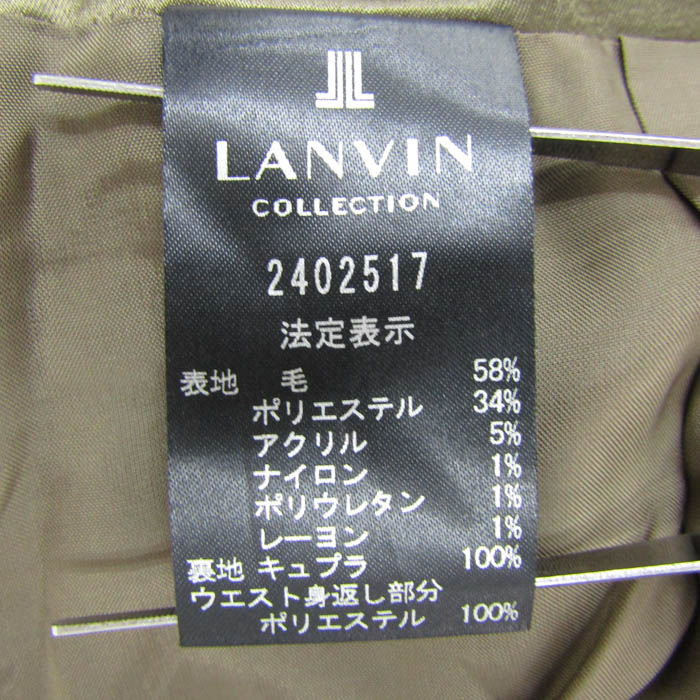 LANVIN
COLLECTION
2402517
法定表示
表地 毛 58%
ポリエステル 34%
アクリル 5%
ナイロン 1%
ポリウレタン 1%
レーヨン 1%
裏地 キュプラ 100%
ウエスト身返し部分
ポリエステル 100%